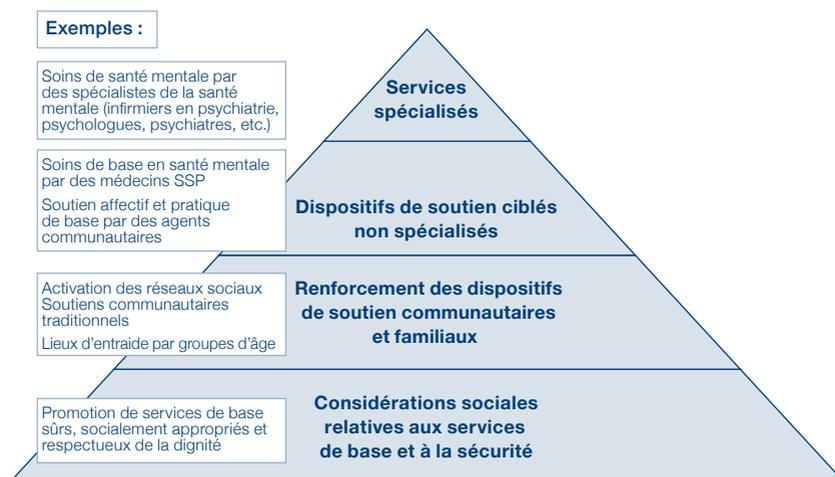 Exemples :
Soins de santé mentale par
des spécialistes de la santé
mentale (infirmiers en psychiatrie,
psychologues, psychiatres, etc.)
Services
spécialisés
Soins de base en santé mentale
par des médecins SSP
Soutien affectif et pratique
de base par des agents
communautaires
Dispositifs de soutien ciblés
non spécialisés
Activation des réseaux sociaux
Soutiens communautaires
traditionnels
Lieux d'entraide par groupes d'âge
Renforcement des dispositifs
de soutien communautaires
et familiaux
Promotion de services de base
sûrs, socialement appropriés et
respectueux de la dignité
Considérations sociales
relatives aux services
de base et à la sécurité